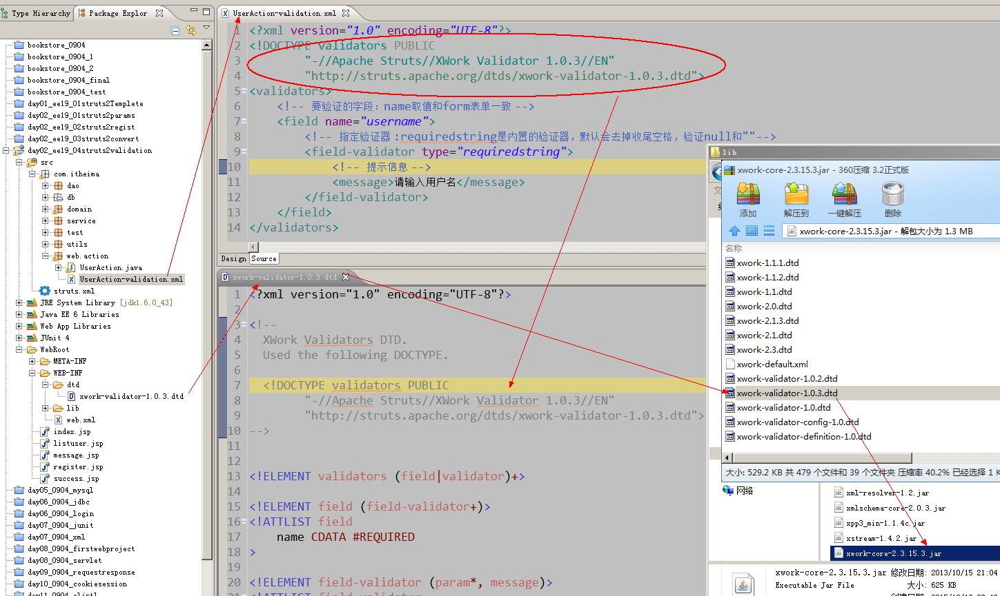 Type Hierarchy
Package Explor
bookstore_0904
bookstore_0904_1
bookstore_0904_2
bookstore_0904_final
bookstore_0904_test
day01_ee19_01struts2Templete
day02_ee19_01struts2params
day02_ee19_02struts2regist
day02_ee19_03struts2convert
day02_ee19_04struts2validation
src
com.itheima
dao
db
domain
service
test
utils
web.action
UserAction.java
UserAction-validation.xml
struts.xml
JRE System Library [jdk1.6.0_43]
Java EE 6 Libraries
Web App Libraries
JUnit 4
WebRoot
META-INF
WEB-INF
dtd
xwork-validator-1.0.3.dtd
lib
web.xml
index.jsp
listuser.jsp
message.jsp
register.jsp
success.jsp
day05_0904_mysql
day06_0904_jdbc
day06_0904_login
day07_0904_junit
day07_0904_xml
day08_0904_firstwebproject
day08_0904_servlet
day09_0904_requestresponse
day10_0904_cookiesession
UserAction-validation.xml
1 <?xml version="1.0" encoding="UTF-8"?>
2 <!DOCTYPE validators PUBLIC
3 "-//Apache Struts//XWork Validator 1.0.3//EN"
4 "http://struts.apache.org/dtds/xwork-validator-1.0.3.dtd">
5 <validators>
6 <!-- 要验证的字段：name取值和form表单一致 -->
7 <field name="username">
8 <!-- 指定验证器：requiredstring是内置的验证器，默认会去掉收尾空格，验证null和""-->
9 <field-validator type="requiredstring">
10 <!-- 提示信息 -->
11 <message>请输入用户名</message>
12 </field-validator>
13 </field>
14 </validators>
Design Source
xwork-validator-1.0.3.dtd
1 <?xml version="1.0" encoding="UTF-8"?>
2
3 <!--
4 XWork Validators DTD.
5 Used the following DOCTYPE.
6
7 <!DOCTYPE validators PUBLIC
8 "-//Apache Struts//XWork Validator 1.0.3//EN"
9 "http://struts.apache.org/dtds/xwork-validator-1.0.3.dtd">
10 -->
11
12
13 <!ELEMENT validators (field|validator)+>
14
15 <!ELEMENT field (field-validator+)>
16 <!ATTLIST field
17 name CDATA #REQUIRED
18 >
19
20 <!ELEMENT field-validator (param*, message)>
lib
xwork-core-2.3.15.3.jar - 360压缩 3.2正式版
添加 解压到 一键解压 删除
xwork-core-2.3.15.3.jar - 解包大小为 1.3 MB
名称
xwork-1.1.1.dtd
xwork-1.1.2.dtd
xwork-1.1.dtd
xwork-2.0.dtd
xwork-2.1.3.dtd
xwork-2.1.dtd
xwork-2.3.dtd
xwork-default.xml
xwork-validator-1.0.2.dtd
xwork-validator-1.0.3.dtd
xwork-validator-1.0.dtd
xwork-validator-config-1.0.dtd
xwork-validator-definition-1.0.dtd
大小: 529.2 KB 共 479 个文件和 39 个文件夹 压缩率 40.2% 已经选择 1 K
网络
xml-resolver-1.2.jar
xmlschema-core-2.0.3.jar
xpp3_min-1.1.4c.jar
xstream-1.4.2.jar
xwork-core-2.3.15.3.jar
xwork-core-2.3.15.3.jar 修改日期: 2013/10/15 21:04
Executable Jar File 大小: 625 KB